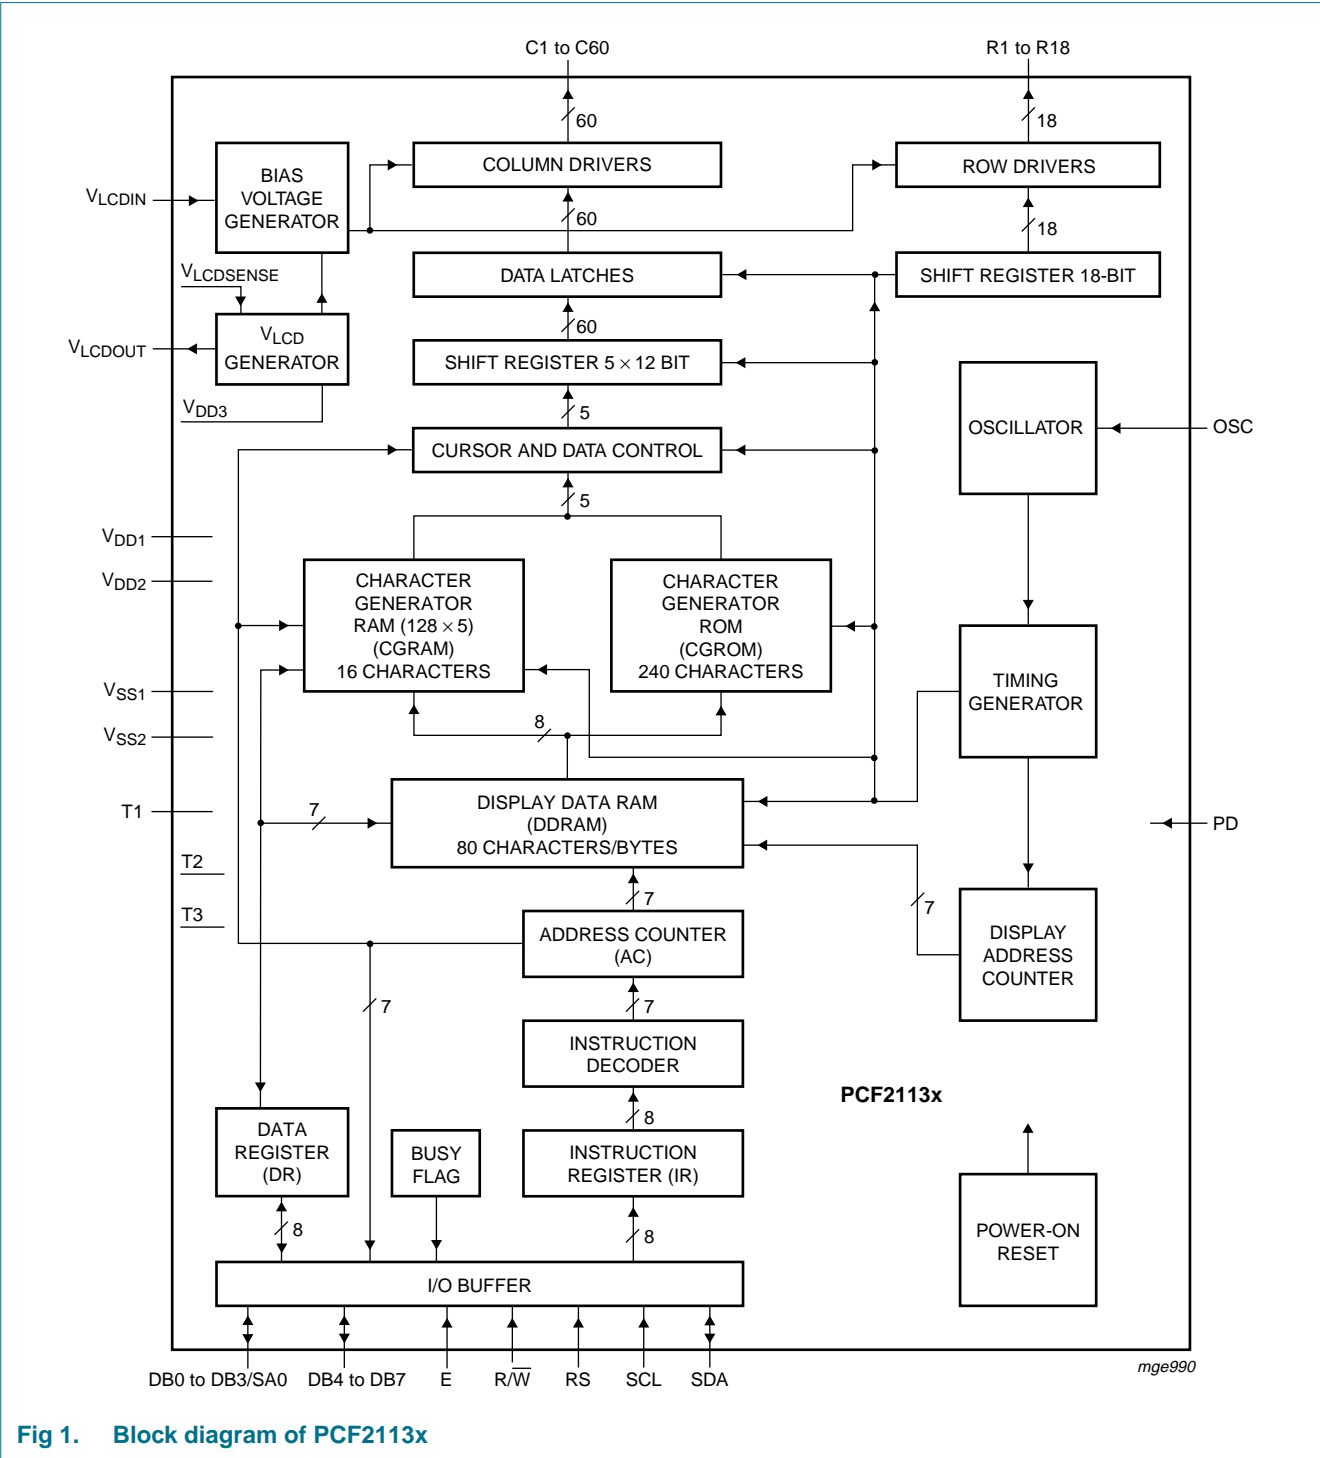 C1 to C60
R1 to R18
60
18
BIAS
VOLTAGE
GENERATOR
COLUMN DRIVERS
ROW DRIVERS
VLCDIN
60
18
VLCDSENSE
DATA LATCHES
SHIFT REGISTER 18-BIT
60
VLCD
GENERATOR
VLCDOUT
SHIFT REGISTER 5 × 12 BIT
VDD3
5
OSCILLATOR
OSC
CURSOR AND DATA CONTROL
5
VDD1
VDD2
CHARACTER
GENERATOR
RAM (128 × 5)
(CGRAM)
16 CHARACTERS
CHARACTER
GENERATOR
ROM
(CGROM)
240 CHARACTERS
TIMING
GENERATOR
VSS1
VSS2
8
T1
7
DISPLAY DATA RAM
(DDRAM)
80 CHARACTERS/BYTES
PD
T2
7
7
T3
ADDRESS COUNTER
(AC)
DISPLAY
ADDRESS
COUNTER
7
7
INSTRUCTION
DECODER
PCF2113x
8
DATA
REGISTER
(DR)
BUSY
FLAG
INSTRUCTION
REGISTER (IR)
8
8
POWER-ON
RESET
I/O BUFFER
DB0 to DB3/SA0
DB4 to DB7
E
R/W̅
RS
SCL
SDA
mge990
Fig 1. Block diagram of PCF2113x